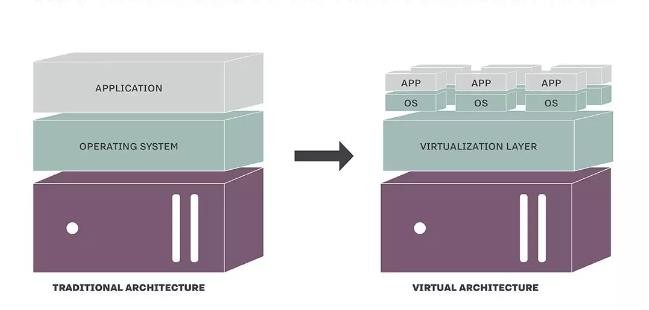 APPLICATION
OPERATING SYSTEM
TRADITIONAL ARCHITECTURE
APP APP APP
OS OS OS
VIRTUALIZATION LAYER
VIRTUAL ARCHITECTURE